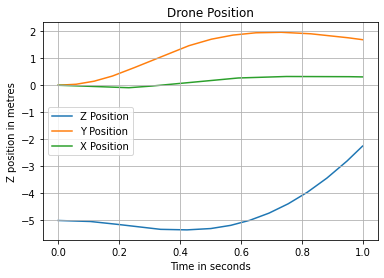 Drone Position
Z position in metres
2
1
0
−1
−2
−3
−4
−5
Z Position
Y Position
X Position
0.0 0.2 0.4 0.6 0.8 1.0
Time in seconds